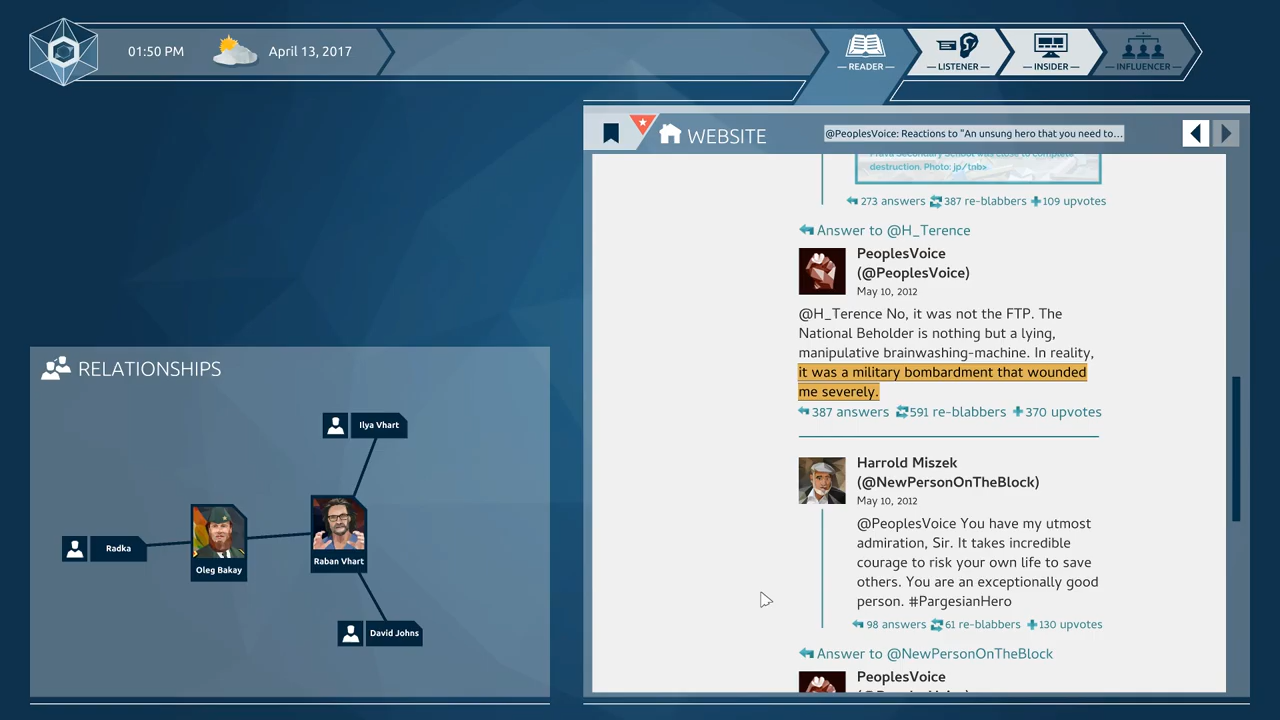 01:50 PM
April 13, 2017
— READER —
— LISTENER —
— INSIDER —
— INFLUENCER —
WEBSITE
@PeoplesVoice: Reactions to "An unsung hero that you need to...
destruction. Photo: jp/tnb>
273 answers 387 re-blabbers 109 upvotes
Answer to @H_Terence
PeoplesVoice
(@PeoplesVoice)
May 10, 2012
@H_Terence No, it was not the FTP. The
National Beholder is nothing but a lying,
manipulative brainwashing-machine. In reality,
it was a military bombardment that wounded
me severely.
387 answers 591 re-blabbers 370 upvotes
Harrold Miszek
(@NewPersonOnTheBlock)
May 10, 2012
@PeoplesVoice You have my utmost
admiration, Sir. It takes incredible
courage to risk your own life to save
others. You are an exceptionally good
person. #PargesianHero
98 answers 61 re-blabbers 130 upvotes
Answer to @NewPersonOnTheBlock
PeoplesVoice
RELATIONSHIPS
Ilya Vhart
Radka
Oleg Bakay
Raban Vhart
David Johns